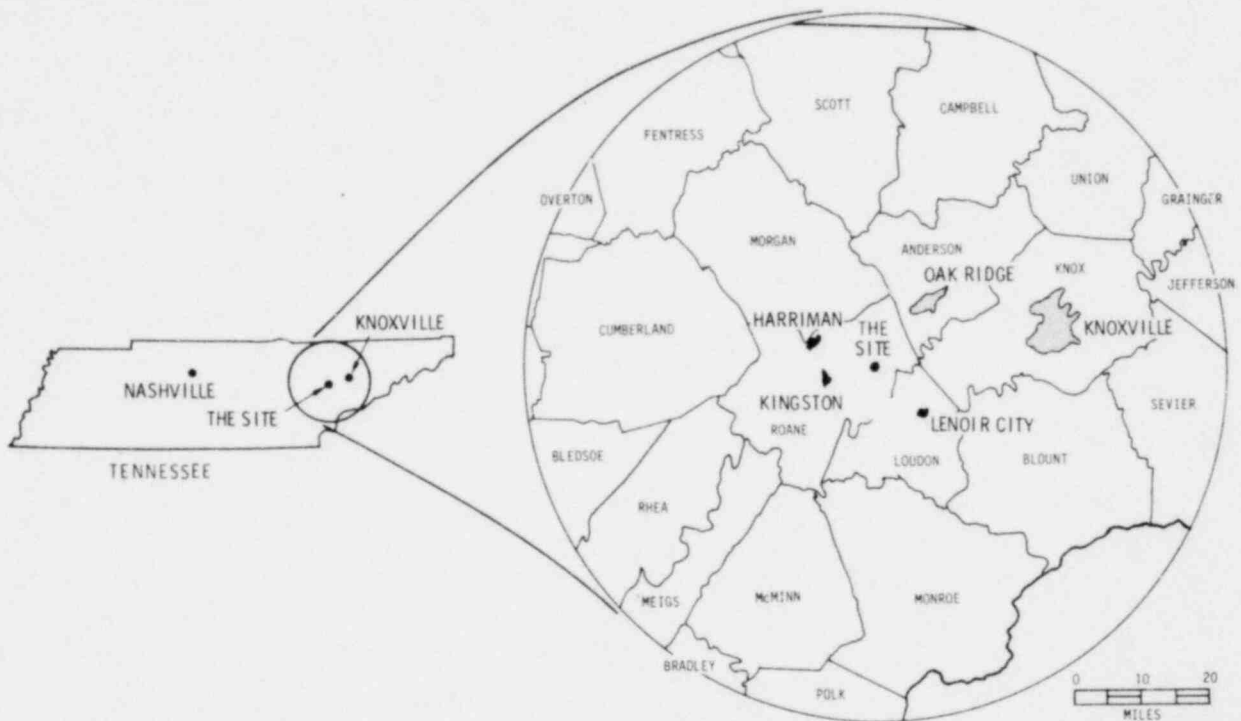 KNOXVILLE
NASHVILLE
THE SITE
TENNESSEE
SCOTT
CAMPBELL
FENTRESS
UNION
OVERTON
GRAINGER
MORGAN
ANDERSON
OAK RIDGE
KNOX
JEFFERSON
CUMBERLAND
HARRIMAN
THE
SITE
KNOXVILLE
KINGSTON
SEVIER
ROANE
LENOIR CITY
BLEDSOE
LOUDON
BLOUNT
RHEA
MEIGS
McMINN
MONROE
BRADLEY
POLK
0 10 20
MILES